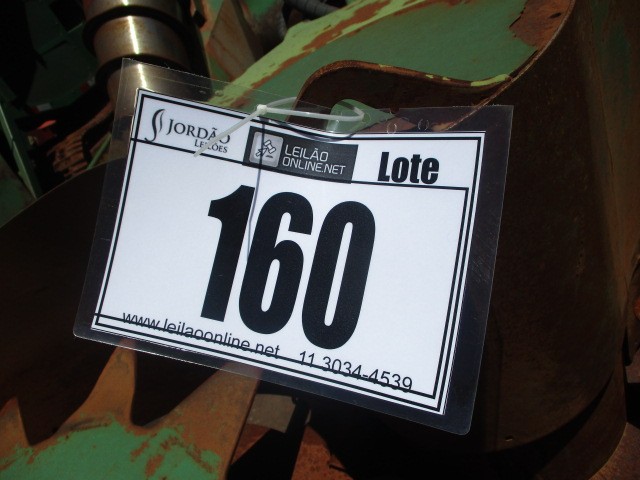 JORDÃO
LEILÕES
LEILÃO
ONLINE.NET
Lote
160
www.leilaoonline.net 11 3034-4539